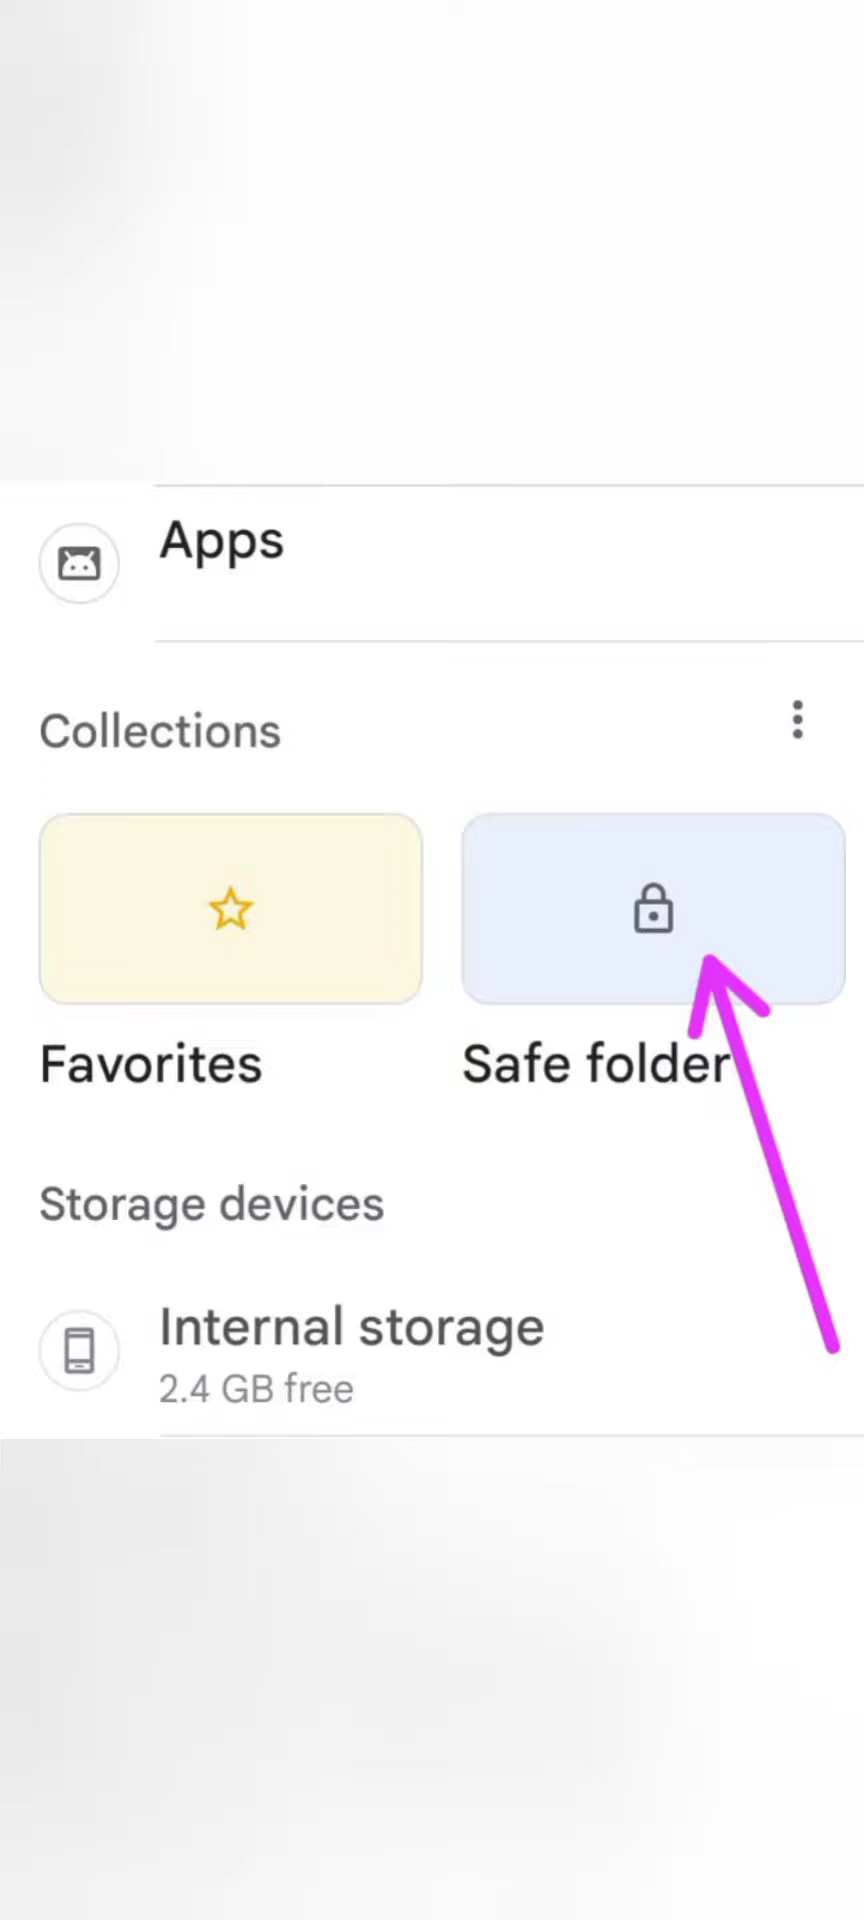 Apps
Collections
Favorites
Safe folder
Storage devices
Internal storage
2.4 GB free